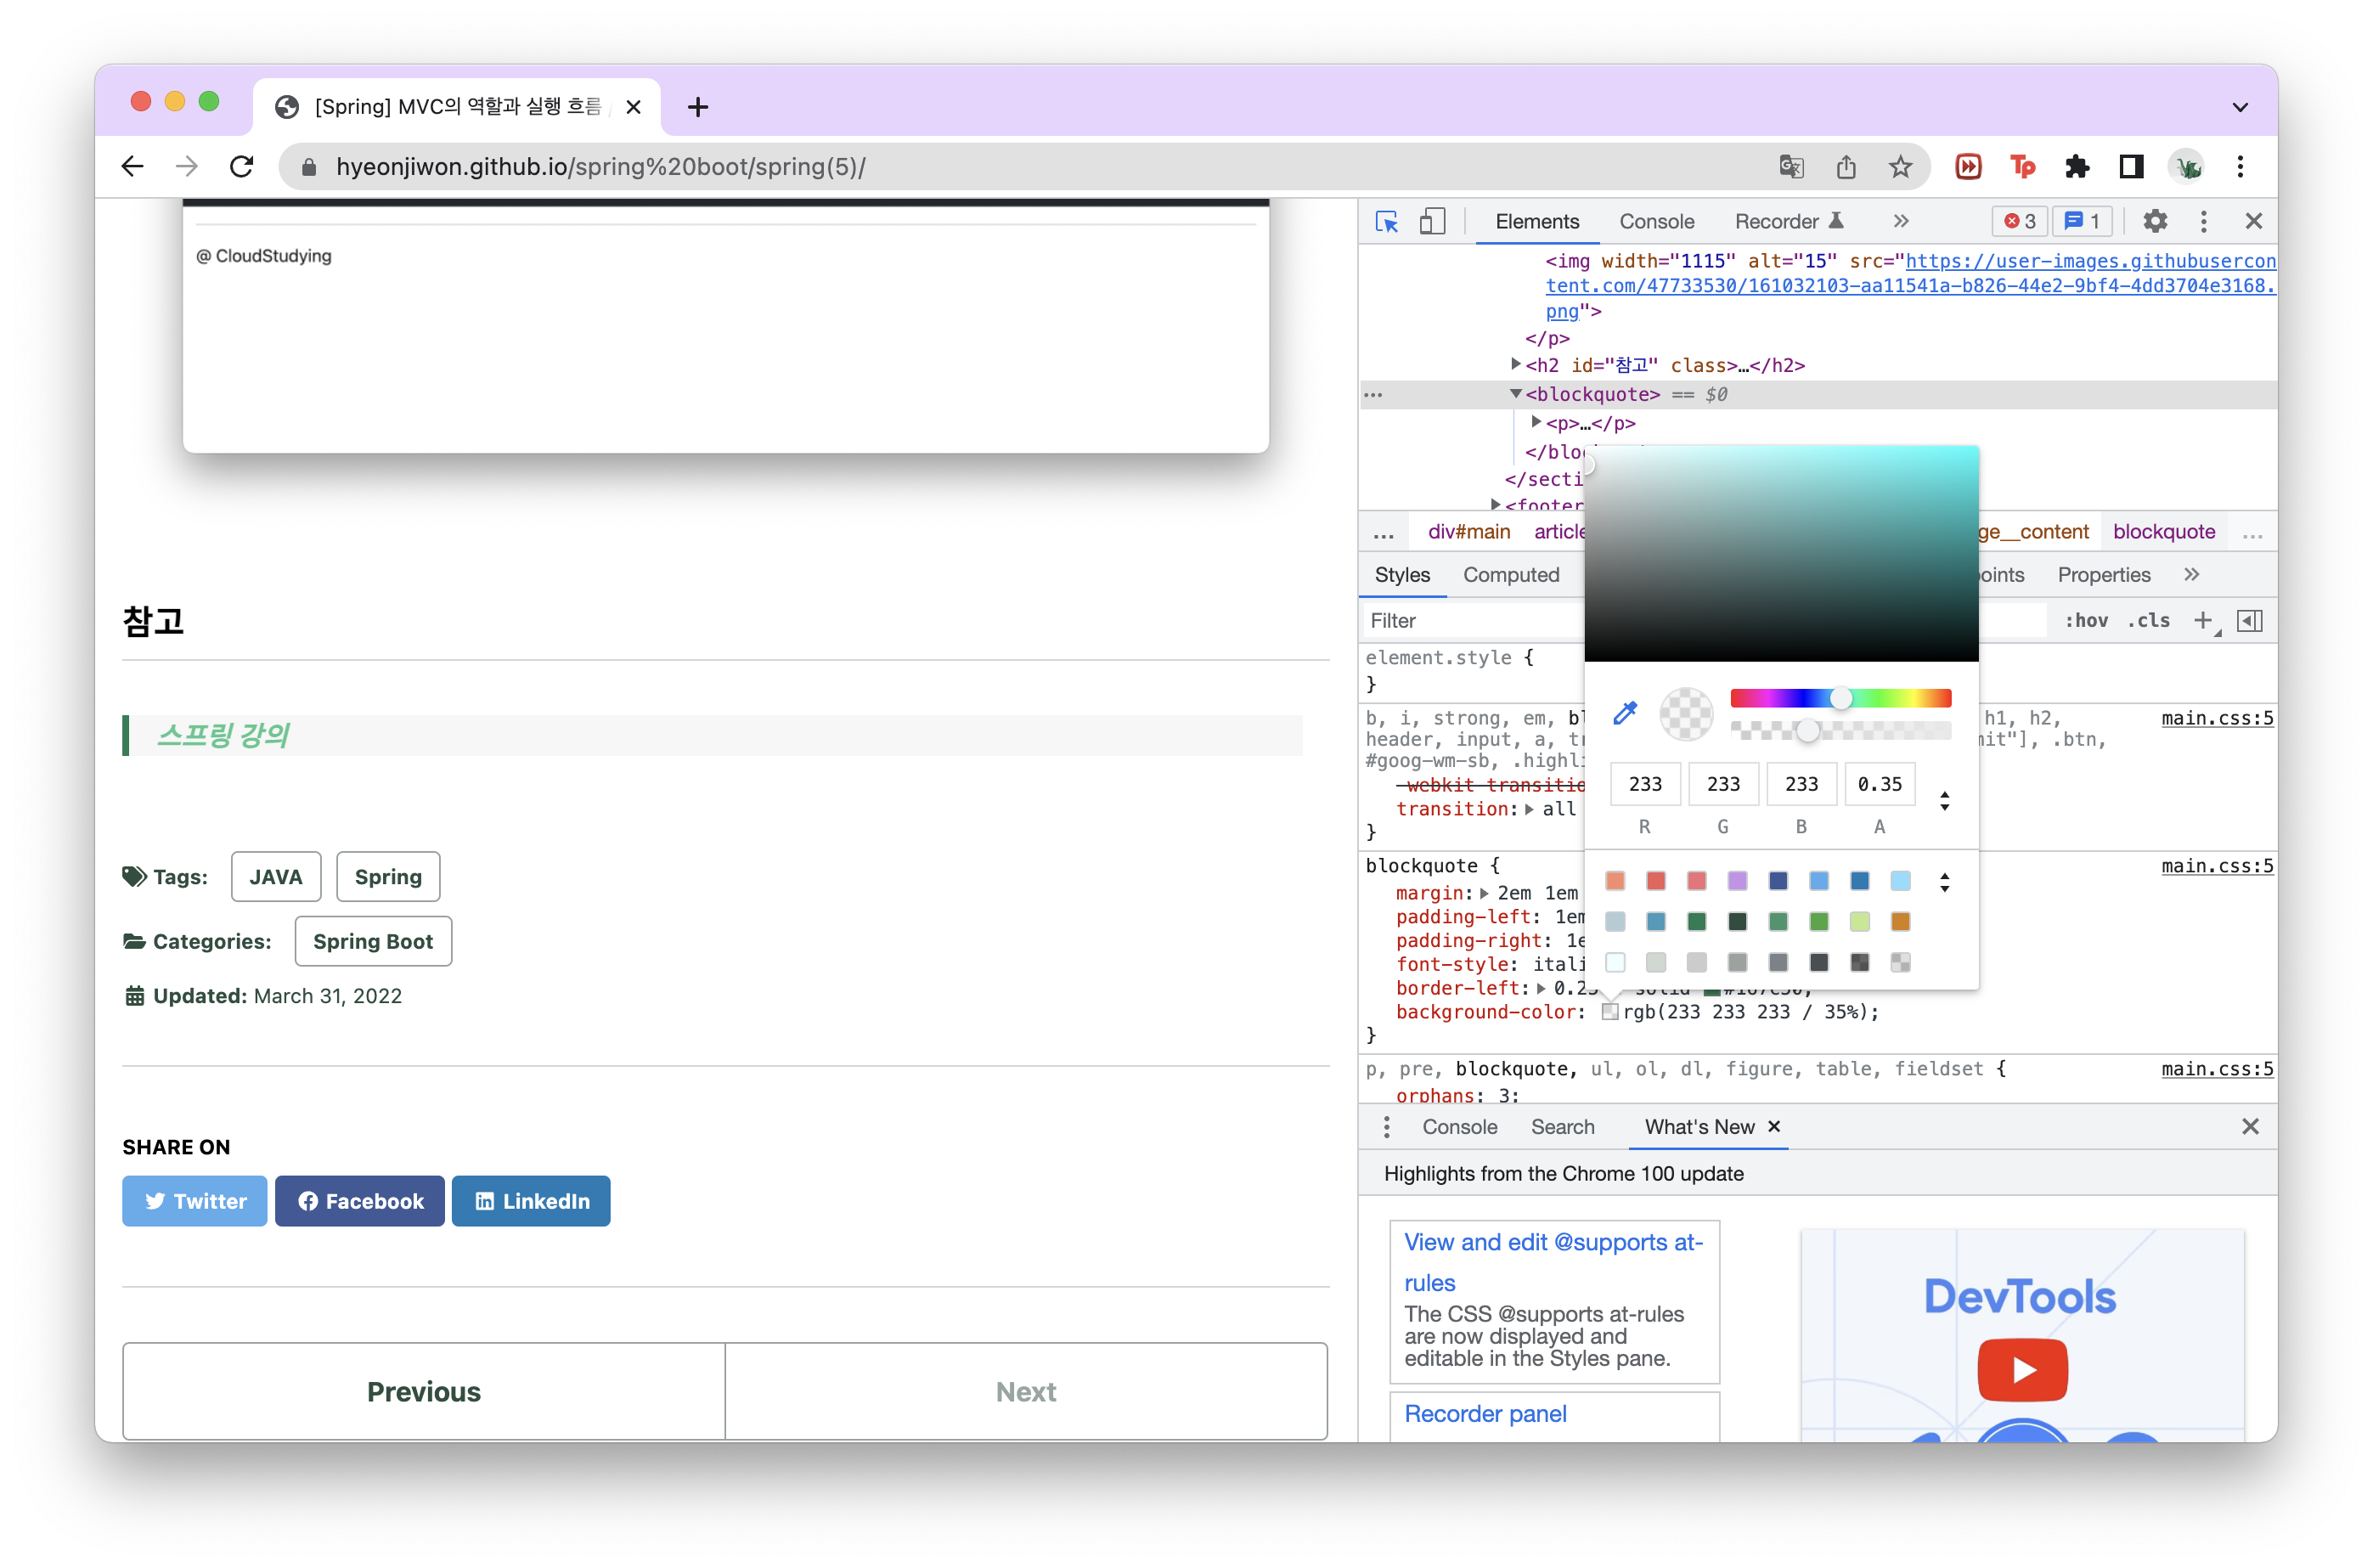 [Spring] MVC의 역할과 실행 흐름
hyeonjiwon.github.io/spring%20boot/spring(5)/
@ CloudStudying
참고
스프링 강의
Tags: JAVA Spring
Categories: Spring Boot
Updated: March 31, 2022
SHARE ON
Twitter Facebook LinkedIn
Previous Next
Elements Console Recorder 3 1
<img width="1115" alt="15" src="https://user-images.githubusercon
tent.com/47733530/161032103-aa11541a-b826-44e2-9bf4-4dd3704e3168.
png">
</p>
<h2 id="참고" class>…</h2>
<blockquote> == $0
<p>…</p>
</blo
</secti
<footer
… div#main article ge__content blockquote …
Styles Computed oints Properties
Filter :hov .cls +
element.style {
}
b, i, strong, em, bl h1, h2, main.css:5
header, input, a, tr mit"], .btn,
#goog-wm-sb, .highli
-webkit-transitio
transition: all
}
233 233 233 0.35
R G B A
blockquote { main.css:5
margin: 2em 1em
padding-left: 1em
padding-right: 1e
font-style: itali
border-left: 0.25 solid #187C50;
background-color: rgb(233 233 233 / 35%);
}
p, pre, blockquote, ul, ol, dl, figure, table, fieldset { main.css:5
orphans: 3;
Console Search What's New
Highlights from the Chrome 100 update
View and edit @supports at-
rules
The CSS @supports at-rules
are now displayed and
editable in the Styles pane.
Recorder panel
DevTools